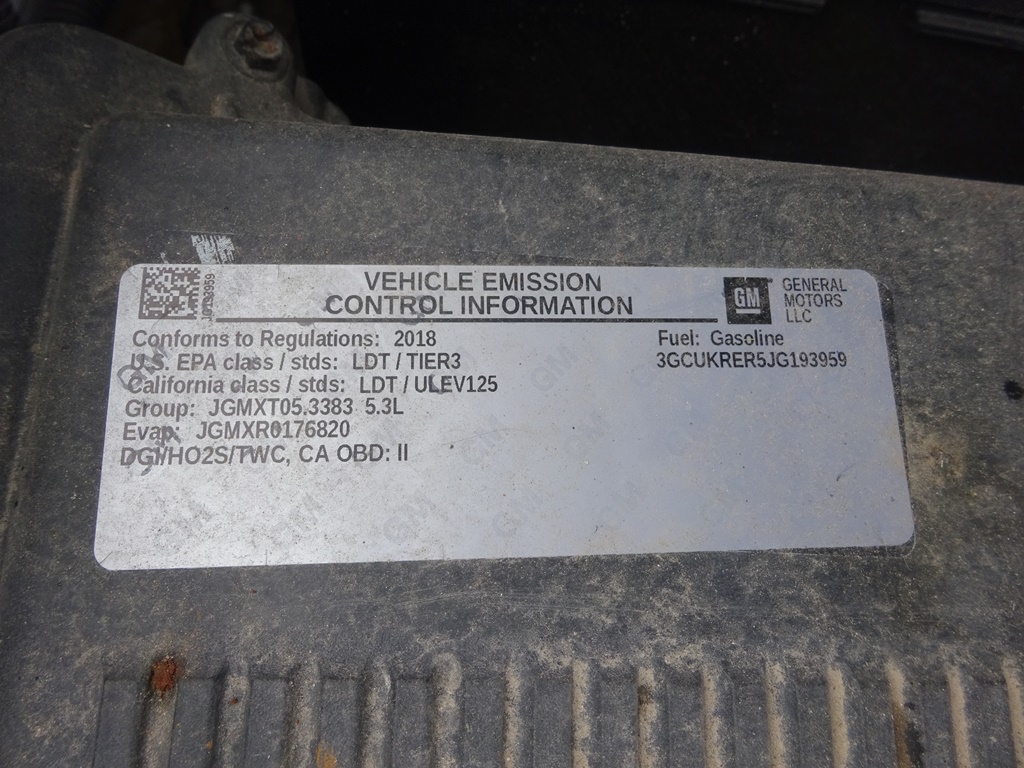 VEHICLE EMISSION
CONTROL INFORMATION
GM
GENERAL
MOTORS
LLC
JG193959
Conforms to Regulations: 2018
U.S. EPA class / stds: LDT / TIER3
California class / stds: LDT / ULEV125
Group: JGMXT05.3383 5.3L
Evap: JGMXR0176820
DGI/HO2S/TWC, CA OBD: II
Fuel: Gasoline
3GCUKRER5JG193959